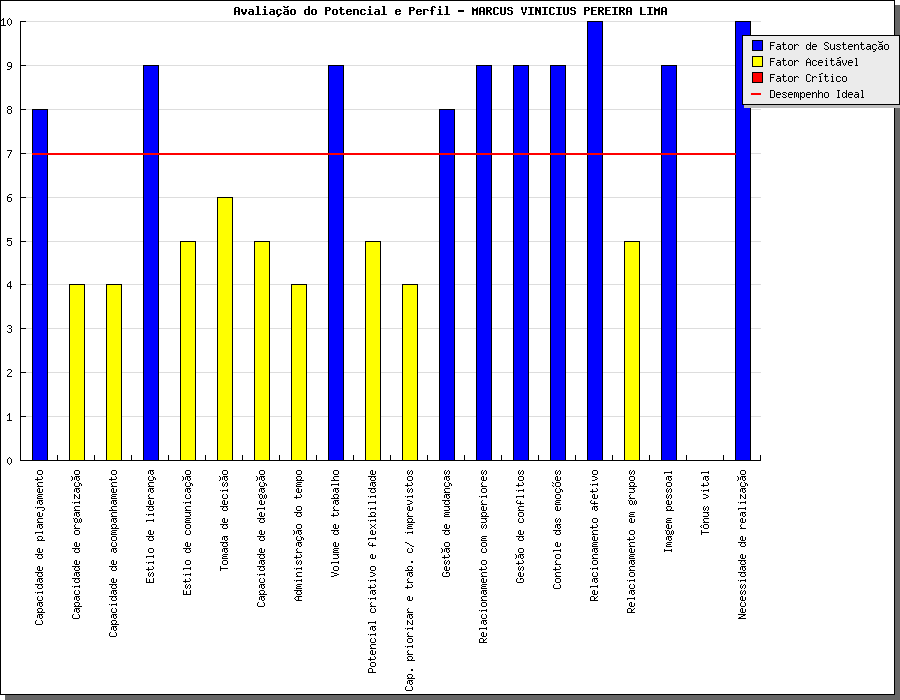 Avaliação do Potencial e Perfil - MARCUS VINICIUS PEREIRA LIMA
Fator de Sustentação
Fator Aceitável
Fator Crítico
Desempenho Ideal
10
9
8
7
6
5
4
3
2
1
0
Capacidade de planejamento
Capacidade de organização
Capacidade de acompanhamento
Estilo de liderança
Estilo de comunicação
Tomada de decisão
Capacidade de delegação
Administração do tempo
Volume de trabalho
Potencial criativo e flexibilidade
Cap. priorizar e trab. c/ imprevistos
Gestão de mudanças
Relacionamento com superiores
Gestão de conflitos
Controle das emoções
Relacionamento afetivo
Relacionamento em grupos
Imagem pessoal
Tônus vital
Necessidade de realização